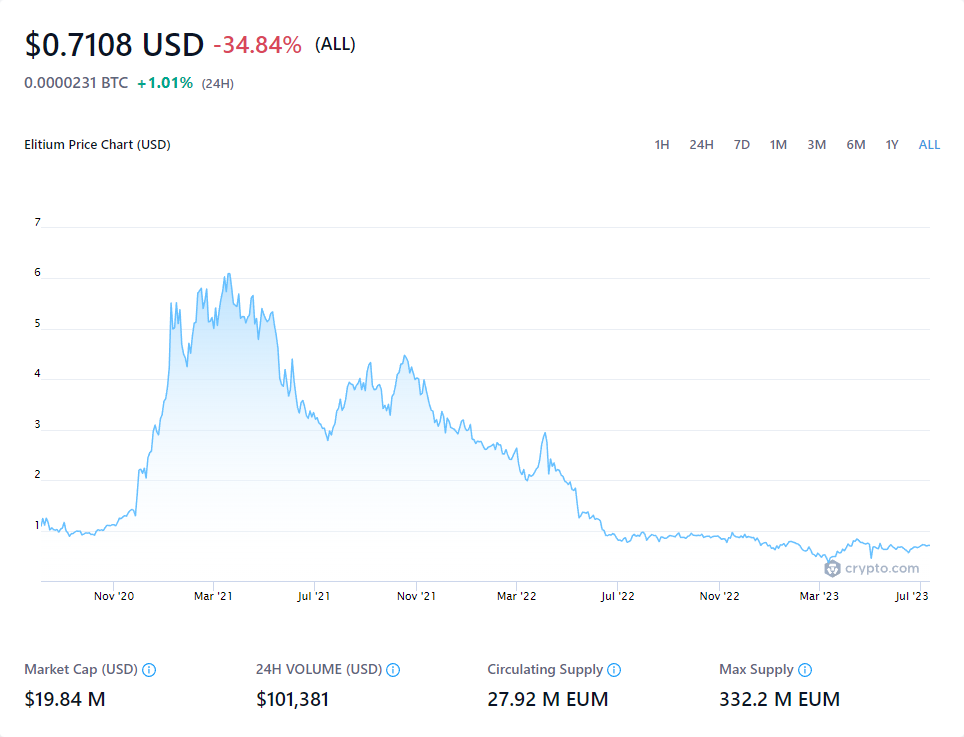 $0.7108 USD -34.84% (ALL)
0.0000231 BTC +1.01% (24H)
Elitium Price Chart (USD) 1H 24H 7D 1M 3M 6M 1Y ALL
7
6
5
4
3
2
1
crypto.com
Nov '20 Mar '21 Jul '21 Nov '21 Mar '22 Jul '22 Nov '22 Mar '23 Jul '23
Market Cap (USD) 24H VOLUME (USD) Circulating Supply Max Supply
$19.84 M $101,381 27.92 M EUM 332.2 M EUM